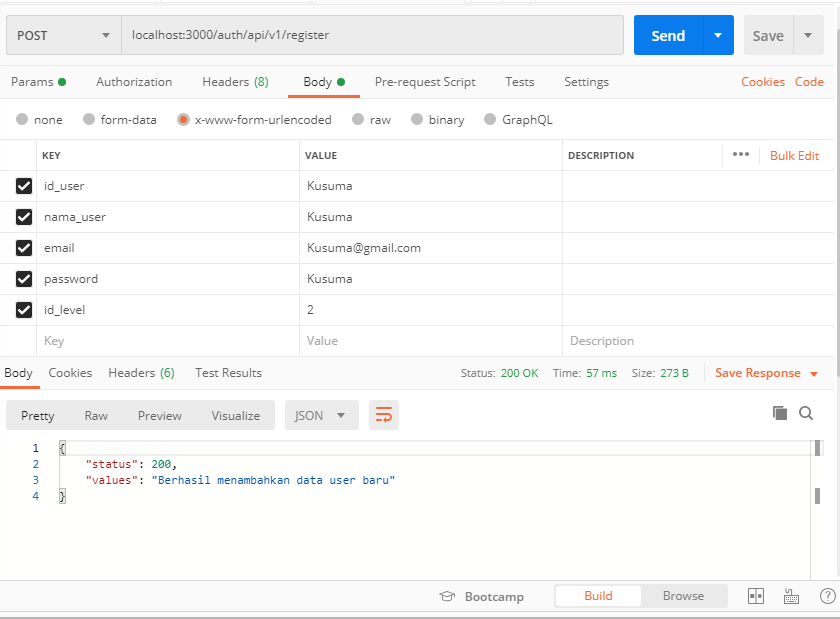 POST localhost:3000/auth/api/v1/register Send Save
Params Authorization Headers (8) Body Pre-request Script Tests Settings Cookies Code
none form-data x-www-form-urlencoded raw binary GraphQL
KEY VALUE DESCRIPTION ••• Bulk Edit
id_user Kusuma
nama_user Kusuma
email Kusuma@gmail.com
password Kusuma
id_level 2
Key Value Description
Body Cookies Headers (6) Test Results Status: 200 OK Time: 57 ms Size: 273 B Save Response
Pretty Raw Preview Visualize JSON
1 {
2 "status": 200,
3 "values": "Berhasil menambahkan data user baru"
4 }
Bootcamp Build Browse ?